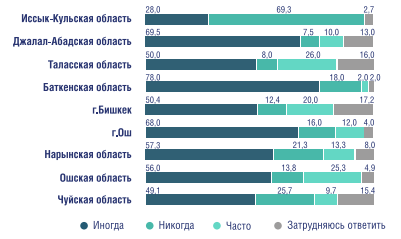 28,0 69,3 2,7
Иссык-Кульская область
69,5 7,5 10,0 13,0
Джалал-Абадская область
50,0 8,0 26,0 16,0
Таласская область
78,0 18,0 2,0 2,0
Баткенская область
50,4 12,4 20,0 17,2
г.Бишкек
68,0 16,0 12,0 4,0
г.Ош
57,3 21,3 13,3 8,0
Нарынская область
56,0 13,8 25,3 4,9
Ошская область
49,1 25,7 9,7 15,4
Чуйская область
Иногда Никогда Часто Затрудняюсь ответить